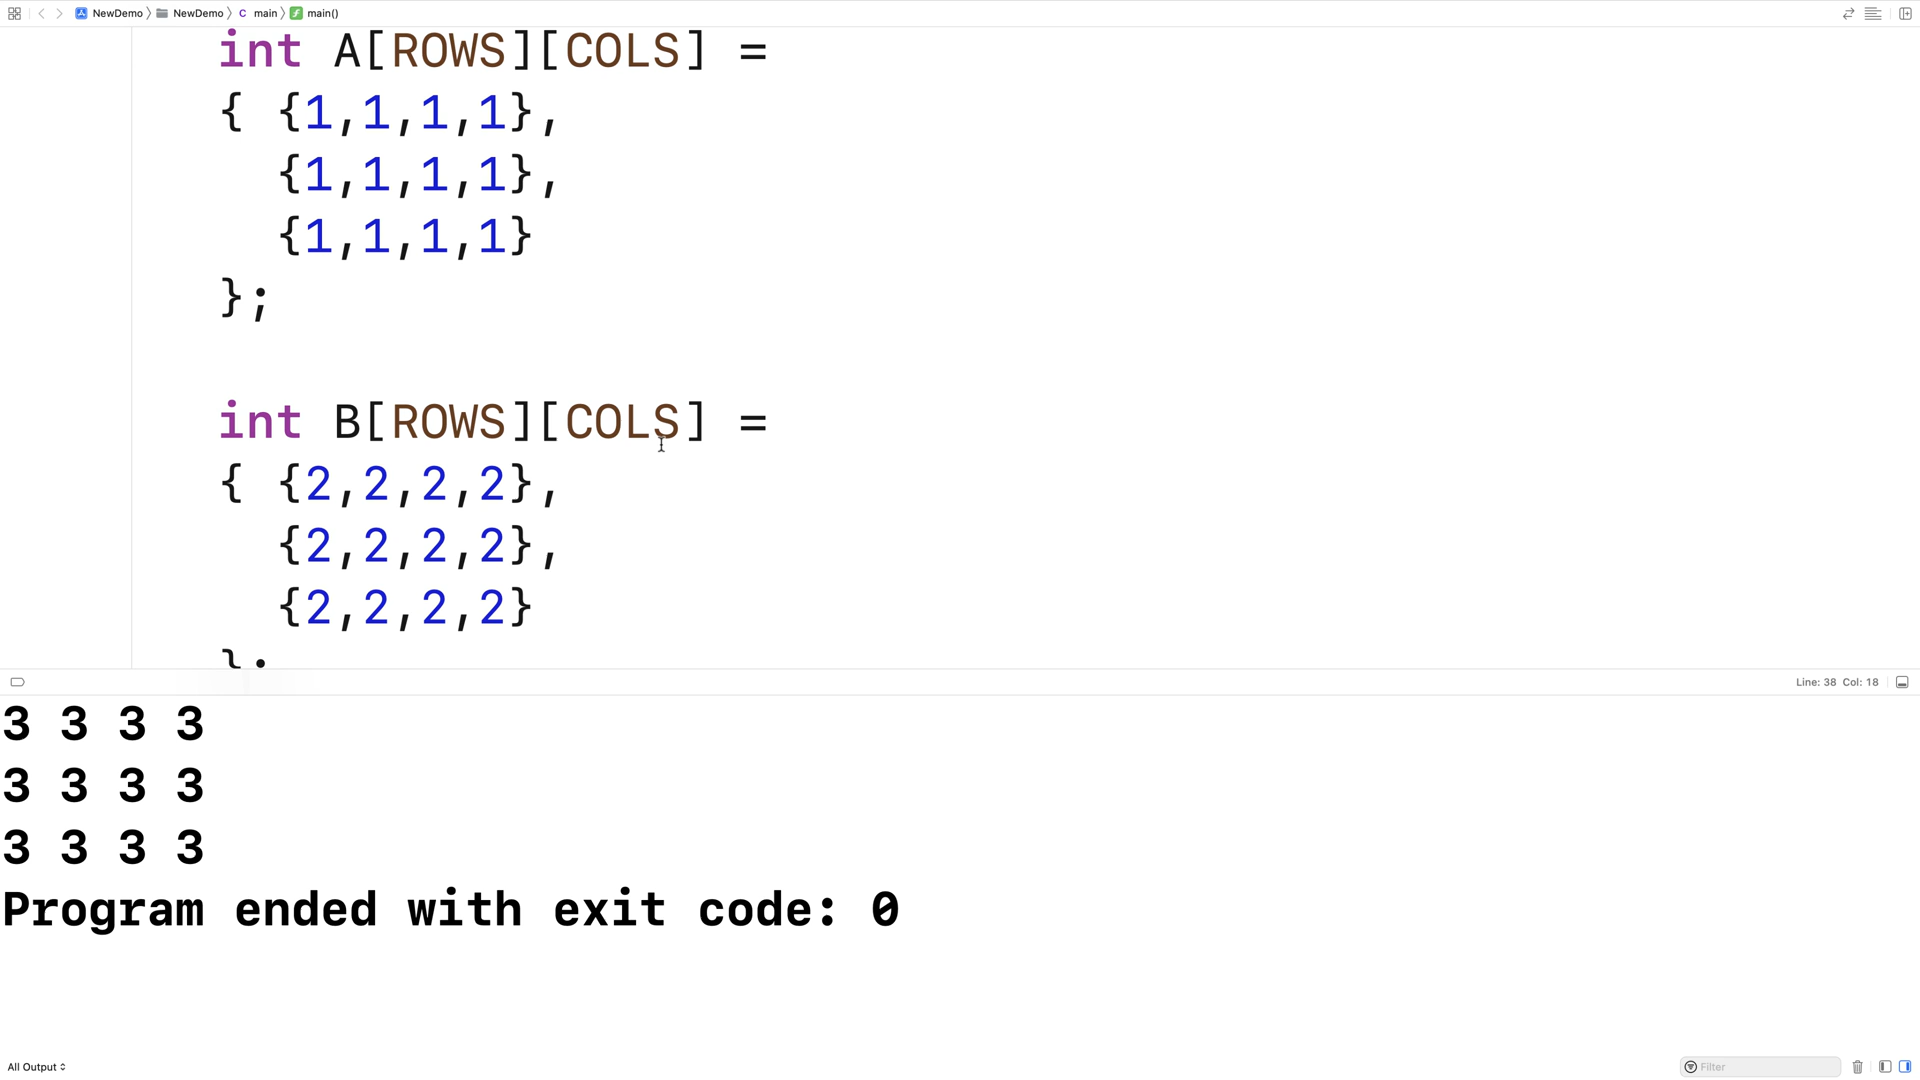 NewDemo 〉 NewDemo 〉 C main 〉 f main()
int A[ROWS][COLS] =
{ {1,1,1,1},
{1,1,1,1},
{1,1,1,1}
};
int B[ROWS][COLS] =
{ {2,2,2,2},
{2,2,2,2},
{2,2,2,2}
};
Line: 38 Col: 18
3 3 3 3
3 3 3 3
3 3 3 3
Program ended with exit code: 0
All Output
Filter